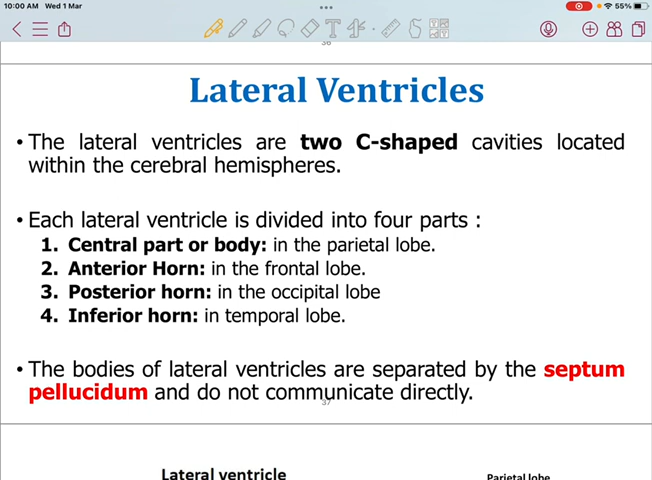 10:00 AM Wed 1 Mar
55%
36
Lateral Ventricles
• The lateral ventricles are two C-shaped cavities located
within the cerebral hemispheres.
• Each lateral ventricle is divided into four parts :
1. Central part or body: in the parietal lobe.
2. Anterior Horn: in the frontal lobe.
3. Posterior horn: in the occipital lobe
4. Inferior horn: in temporal lobe.
• The bodies of lateral ventricles are separated by the septum
pellucidum and do not communicate directly.
37
Lateral ventricle
Parietal lobe